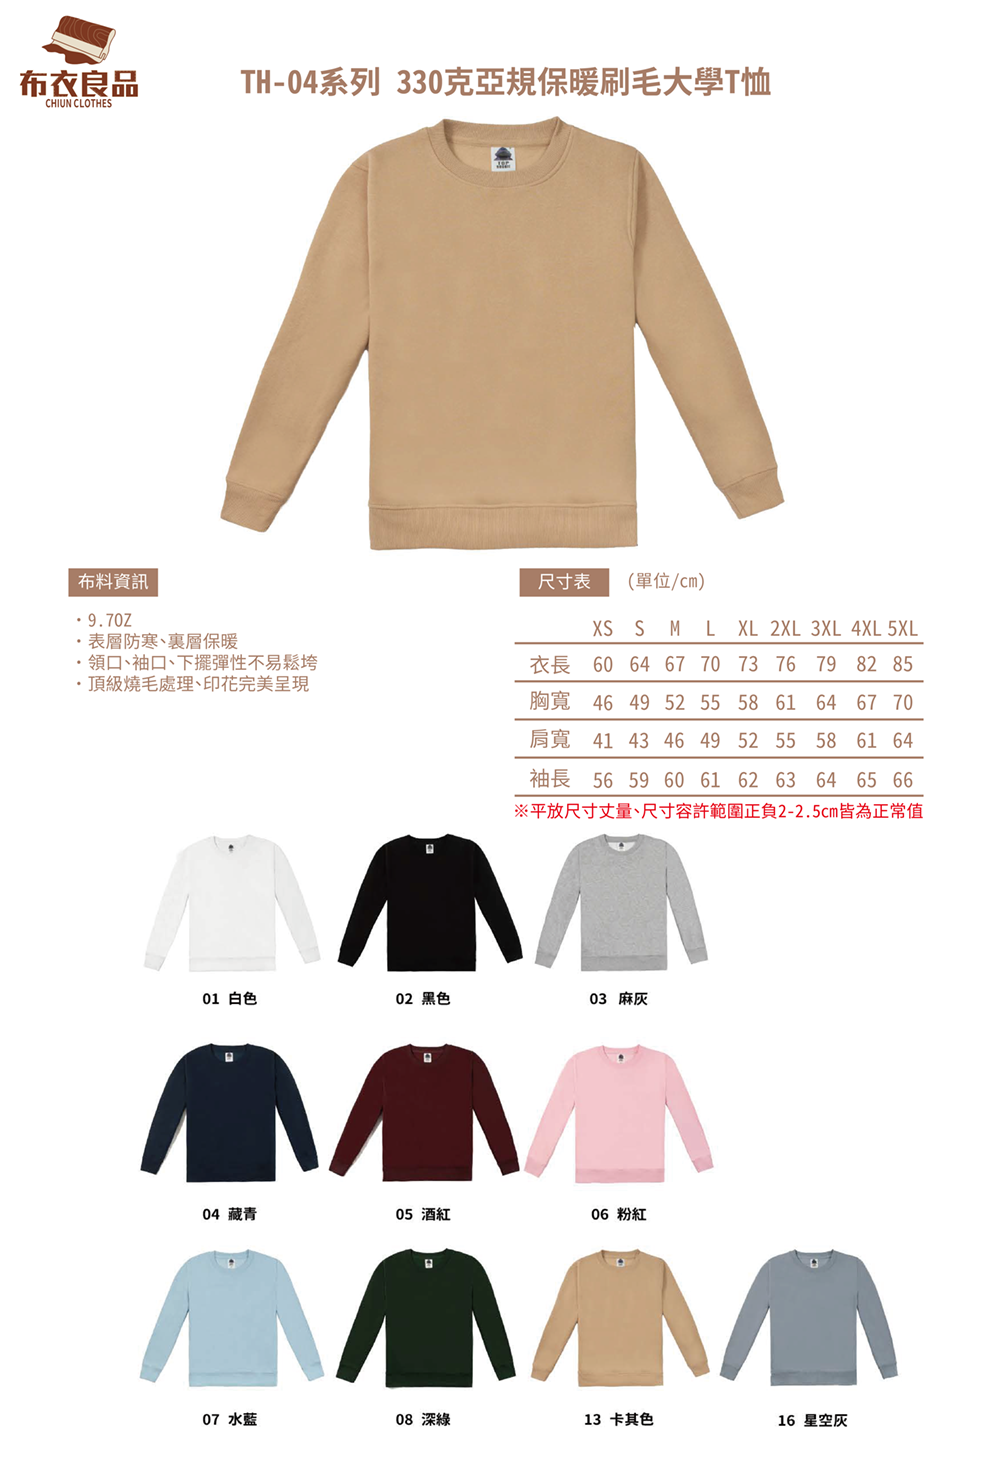 布衣良品
CHIUN CLOTHES
TH-04系列 330克亞規保暖刷毛大學T恤
TOP
布料資訊
・9.7OZ
・表層防寒、裏層保暖
・領口、袖口、下擺彈性不易鬆垮
・頂級燒毛處理、印花完美呈現
尺寸表 (單位/cm)
XS S M L XL 2XL 3XL 4XL 5XL
衣長 60 64 67 70 73 76 79 82 85
胸寬 46 49 52 55 58 61 64 67 70
肩寬 41 43 46 49 52 55 58 61 64
袖長 56 59 60 61 62 63 64 65 66
※平放尺寸丈量、尺寸容許範圍正負2-2.5cm皆為正常值
01 白色
02 黑色
03 麻灰
04 藏青
05 酒紅
06 粉紅
07 水藍
08 深綠
13 卡其色
16 星空灰